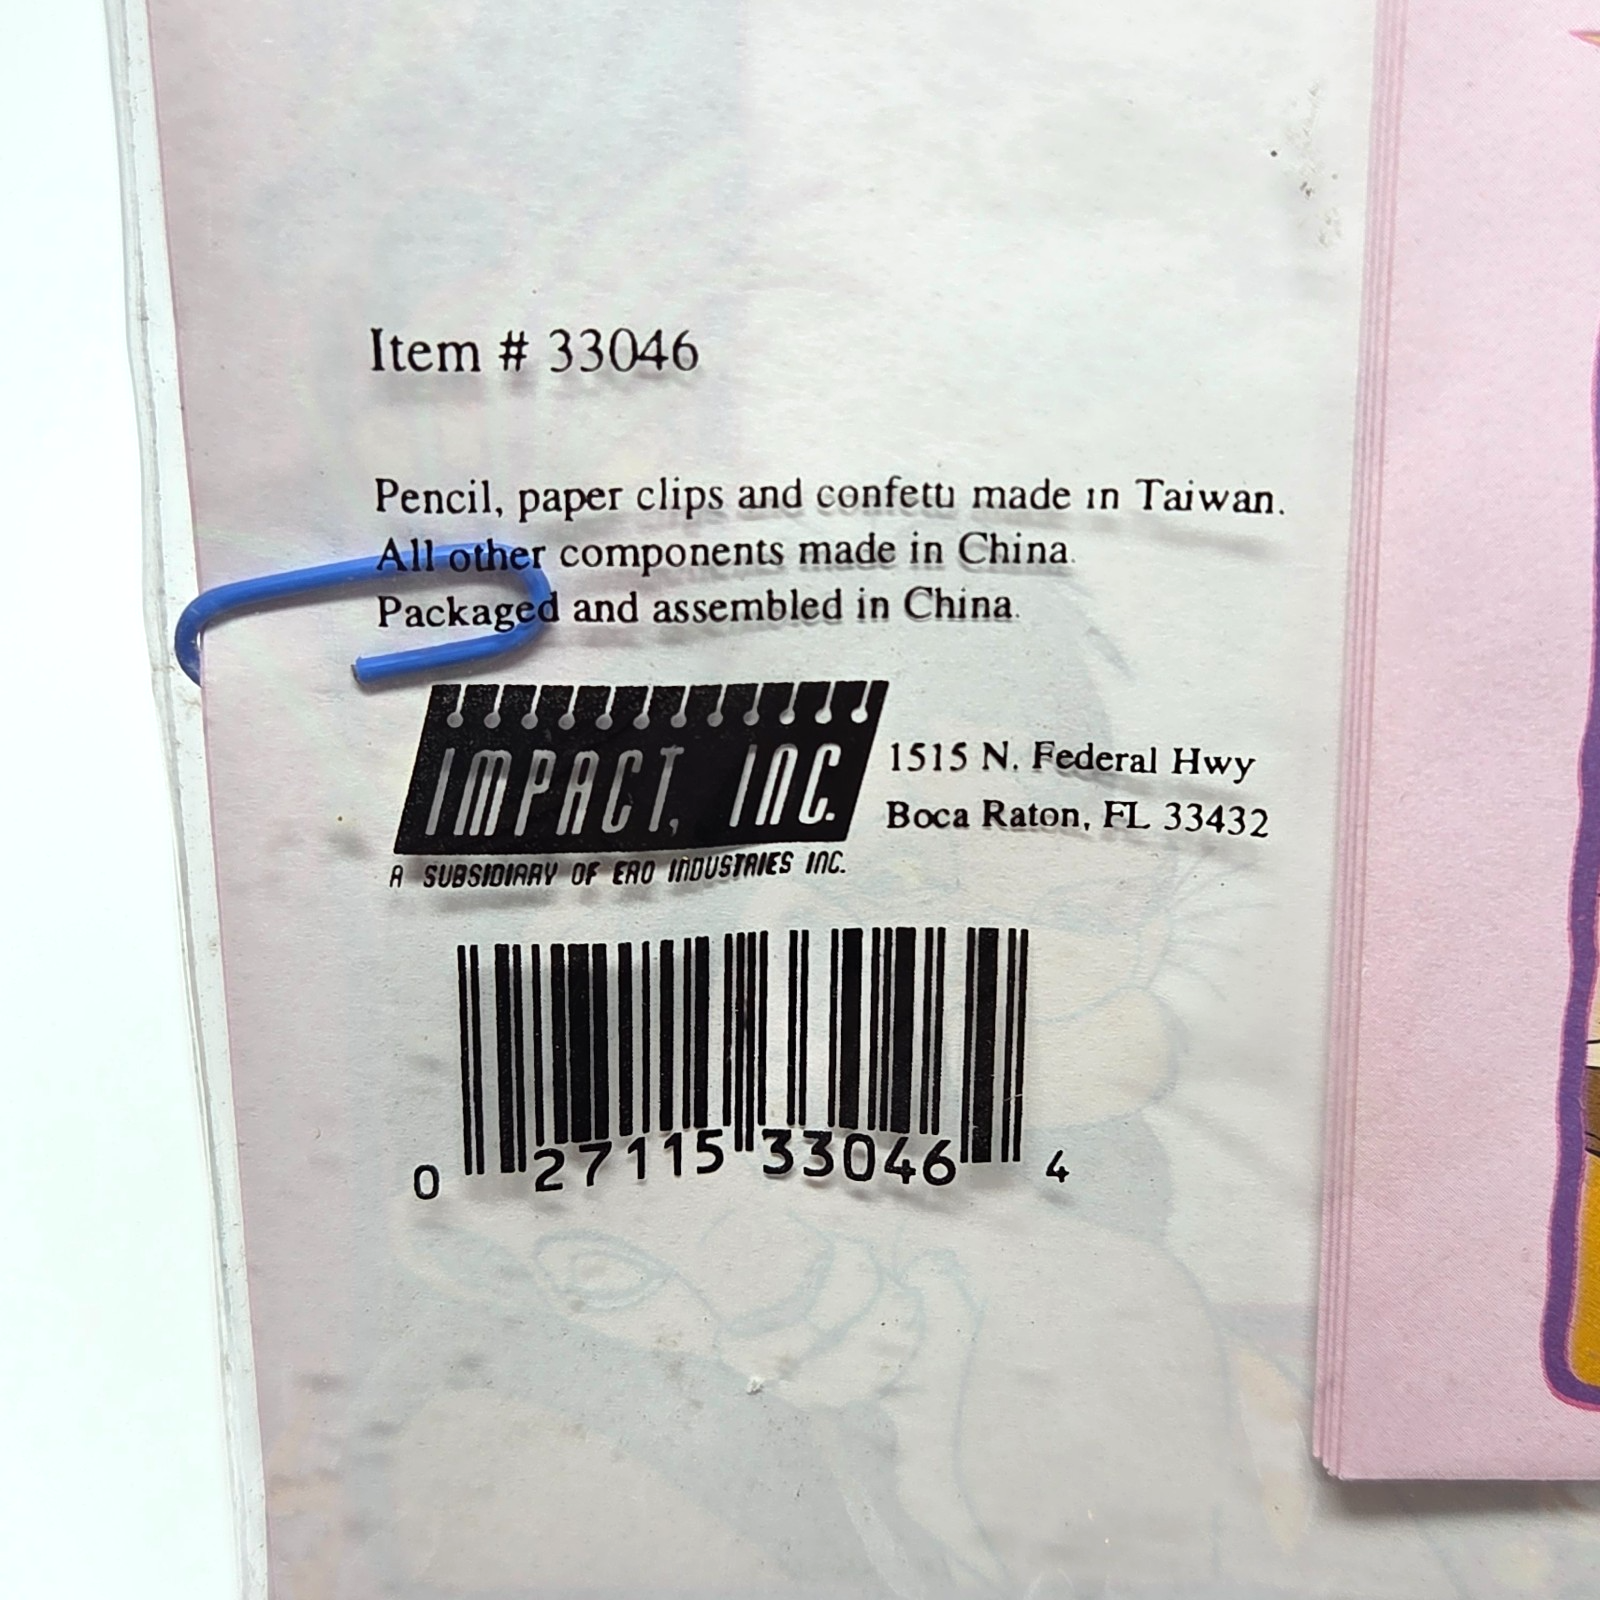 Item # 33046
Pencil, paper clips and confetti made in Taiwan.
All other components made in China.
Packaged and assembled in China.
IMPACT, INC.
A SUBSIDIARY OF ERO INDUSTRIES INC.
1515 N. Federal Hwy
Boca Raton, FL 33432
0 27115 33046 4